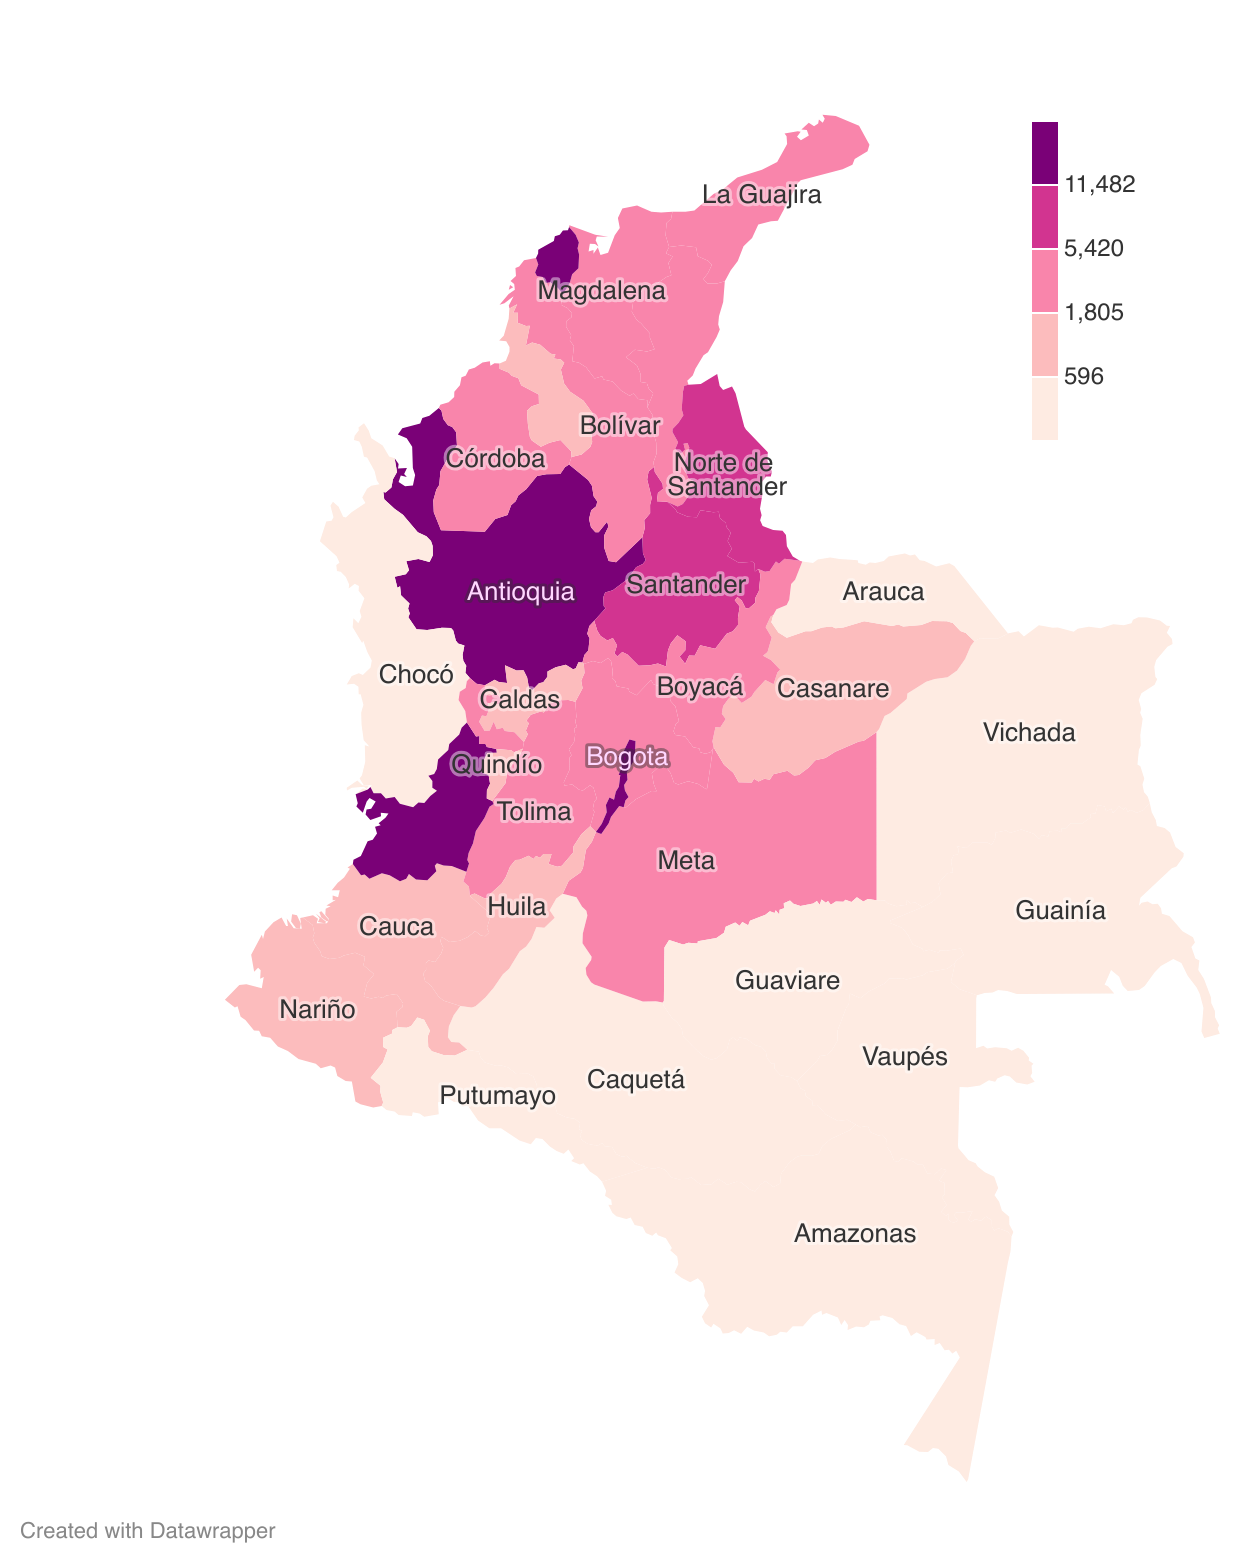 La Guajira
11,482
5,420
Magdalena
1,805
596
Bolívar
Córdoba
Norte de
Santander
Antioquia
Santander
Arauca
Chocó
Boyacá
Casanare
Caldas
Vichada
Bogota
Quindío
Tolima
Meta
Huila
Guainía
Cauca
Guaviare
Nariño
Vaupés
Caquetá
Putumayo
Amazonas
Created with Datawrapper